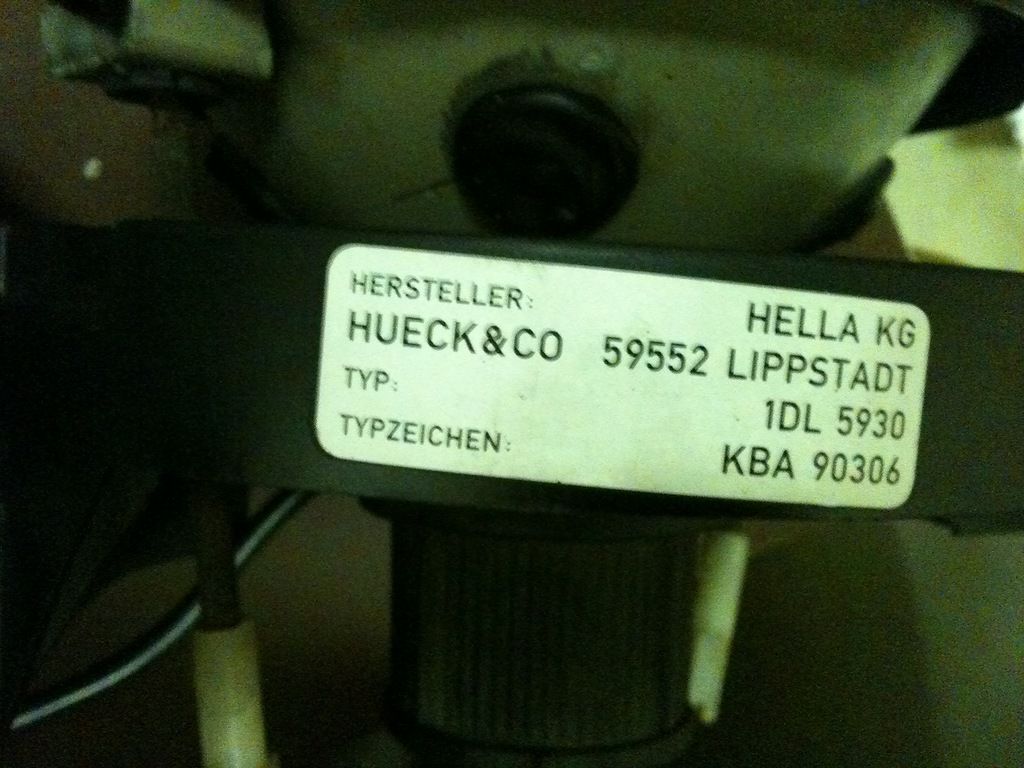 HERSTELLER: HELLA KG
HUECK&CO 59552 LIPPSTADT
TYP: 1DL 5930
TYPZEICHEN: KBA 90306